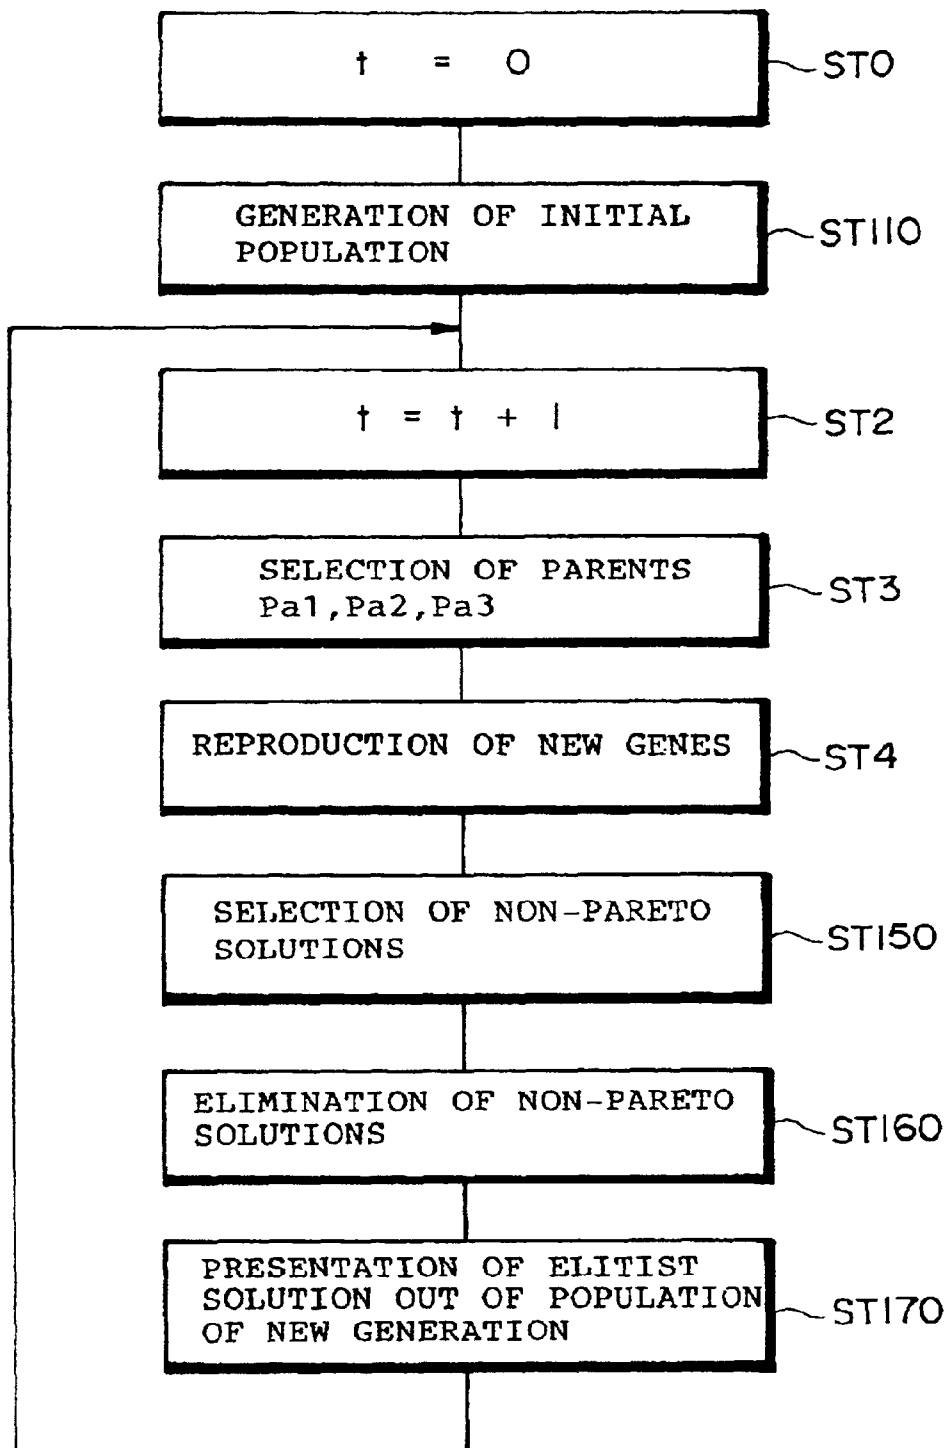 t = 0
ST0
GENERATION OF INITIAL
POPULATION
ST110
t = t + 1
ST2
SELECTION OF PARENTS
Pa1,Pa2,Pa3
ST3
REPRODUCTION OF NEW GENES
ST4
SELECTION OF NON-PARETO
SOLUTIONS
ST150
ELIMINATION OF NON-PARETO
SOLUTIONS
ST160
PRESENTATION OF ELITIST
SOLUTION OUT OF POPULATION
OF NEW GENERATION
ST170